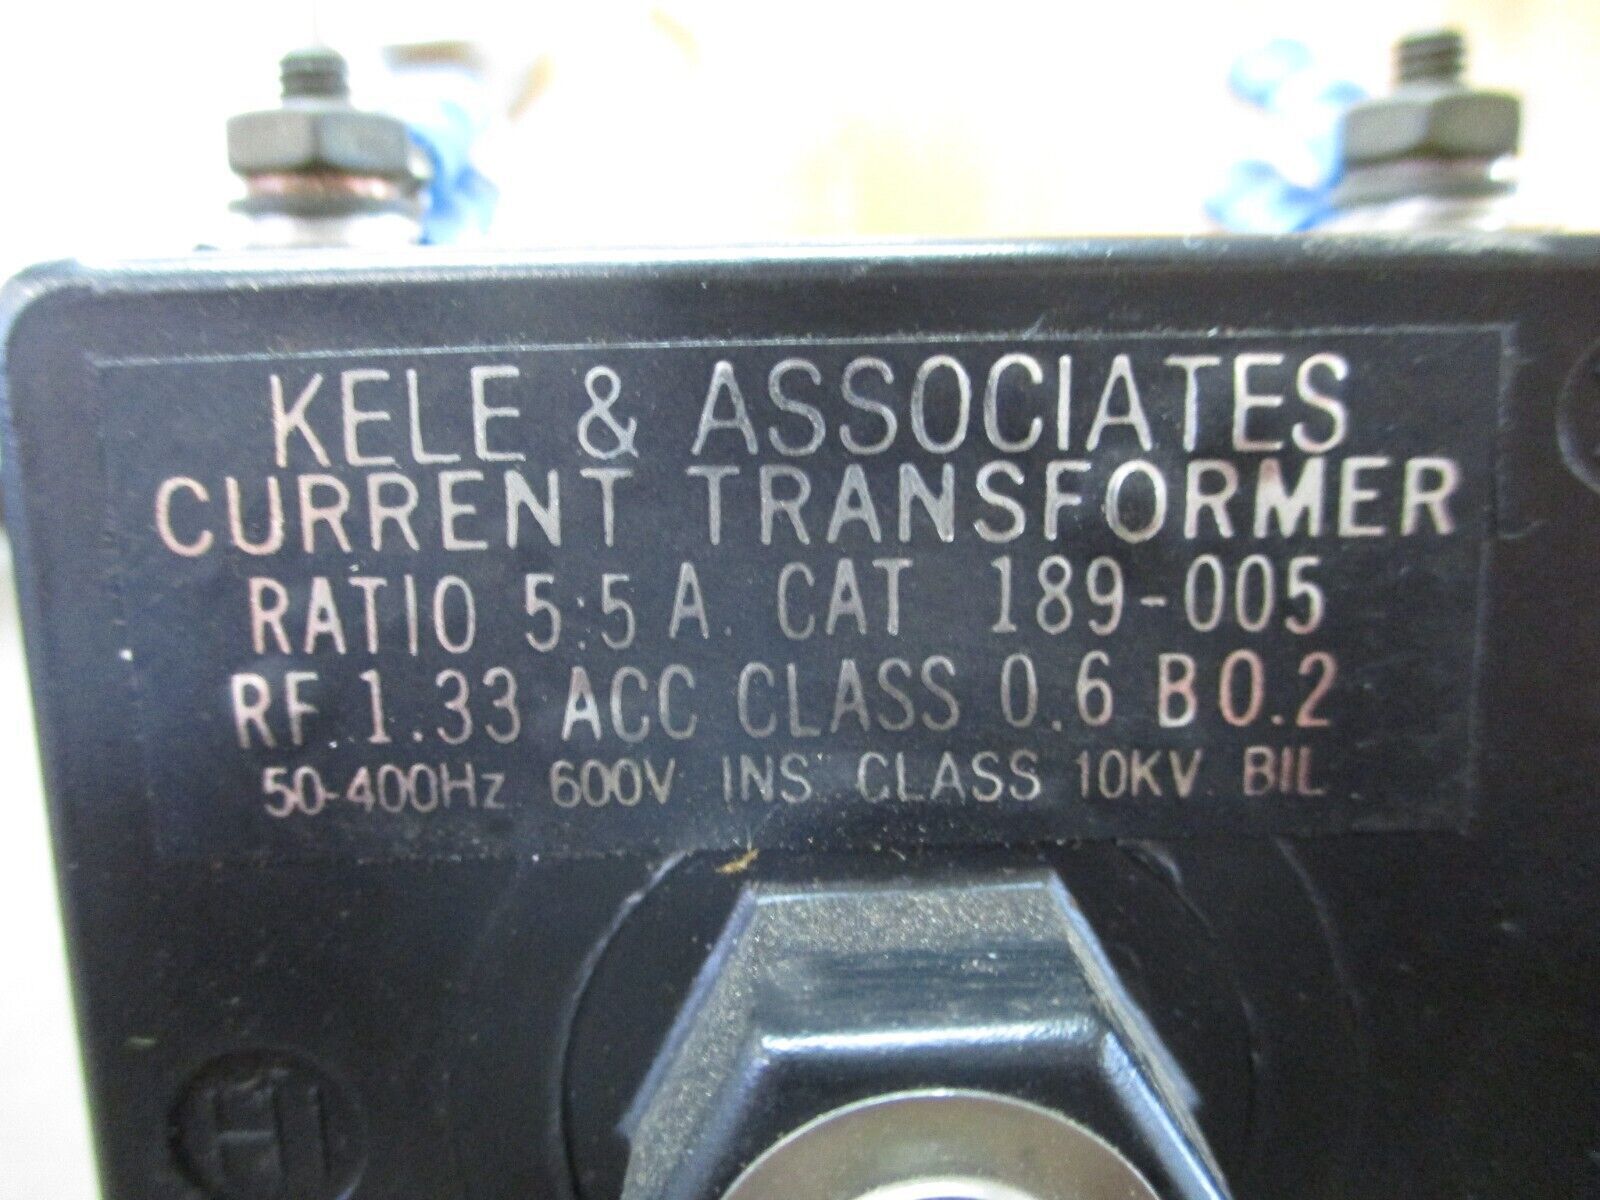 KELE & ASSOCIATES
CURRENT TRANSFORMER
RATIO 5:5 A. CAT 189-005
RF 1.33 ACC CLASS 0.6 B0.2
50-400Hz 600V INS CLASS 10KV BIL
H1